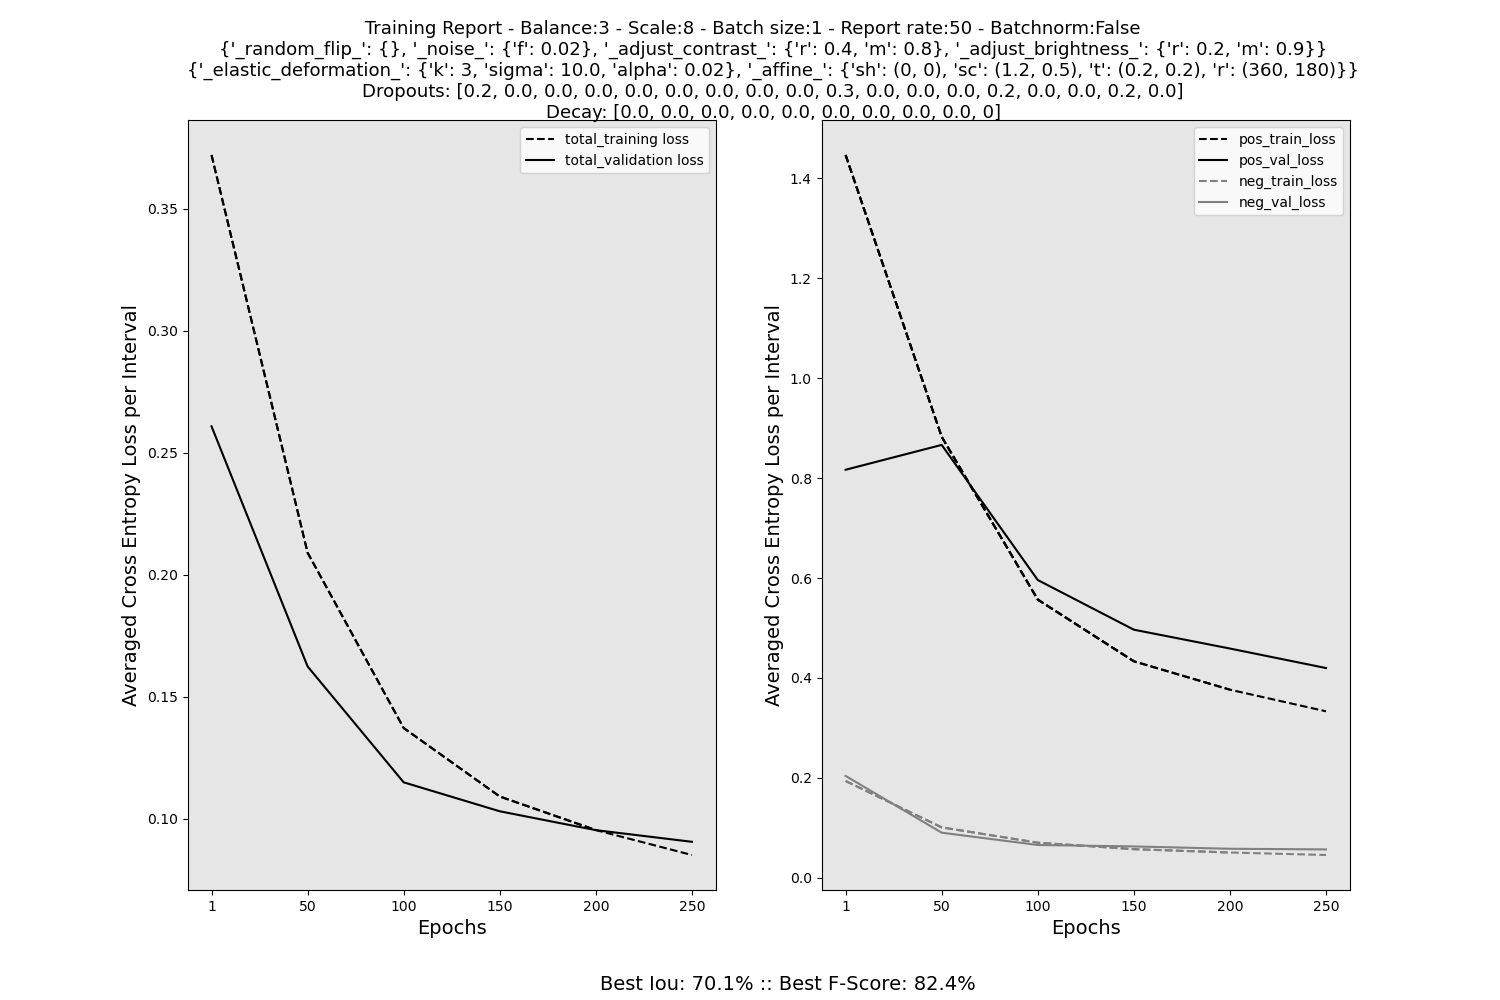 Training Report - Balance:3 - Scale:8 - Batch size:1 - Report rate:50 - Batchnorm:False
{'_random_flip_': {}, '_noise_': {'f': 0.02}, '_adjust_contrast_': {'r': 0.4, 'm': 0.8}, '_adjust_brightness_': {'r': 0.2, 'm': 0.9}}
{'_elastic_deformation_': {'k': 3, 'sigma': 10.0, 'alpha': 0.02}, '_affine_': {'sh': (0, 0), 'sc': (1.2, 0.5), 't': (0.2, 0.2), 'r': (360, 180)}}
Dropouts: [0.2, 0.0, 0.0, 0.0, 0.0, 0.0, 0.0, 0.0, 0.0, 0.3, 0.0, 0.0, 0.0, 0.2, 0.0, 0.0, 0.2, 0.0]
Decay: [0.0, 0.0, 0.0, 0.0, 0.0, 0.0, 0.0, 0.0, 0.0, 0]
total_training loss
total_validation loss
0.35
0.30
0.25
0.20
0.15
0.10
Averaged Cross Entropy Loss per Interval
1
50
100
150
200
250
Epochs
pos_train_loss
pos_val_loss
neg_train_loss
neg_val_loss
1.4
1.2
1.0
0.8
0.6
0.4
0.2
0.0
Averaged Cross Entropy Loss per Interval
1
50
100
150
200
250
Epochs
Best Iou: 70.1% :: Best F-Score: 82.4%